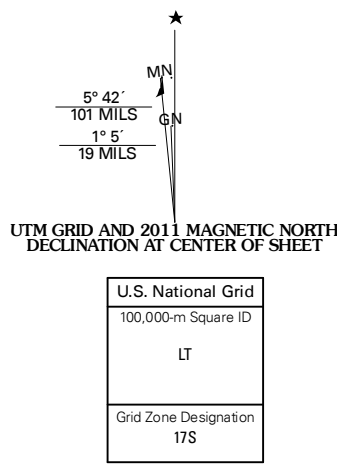 ★
MN
5° 42´
101 MILS
GN
1° 5´
19 MILS
UTM GRID AND 2011 MAGNETIC NORTH
DECLINATION AT CENTER OF SHEET
U.S. National Grid
100,000-m Square ID
LT
Grid Zone Designation
17S